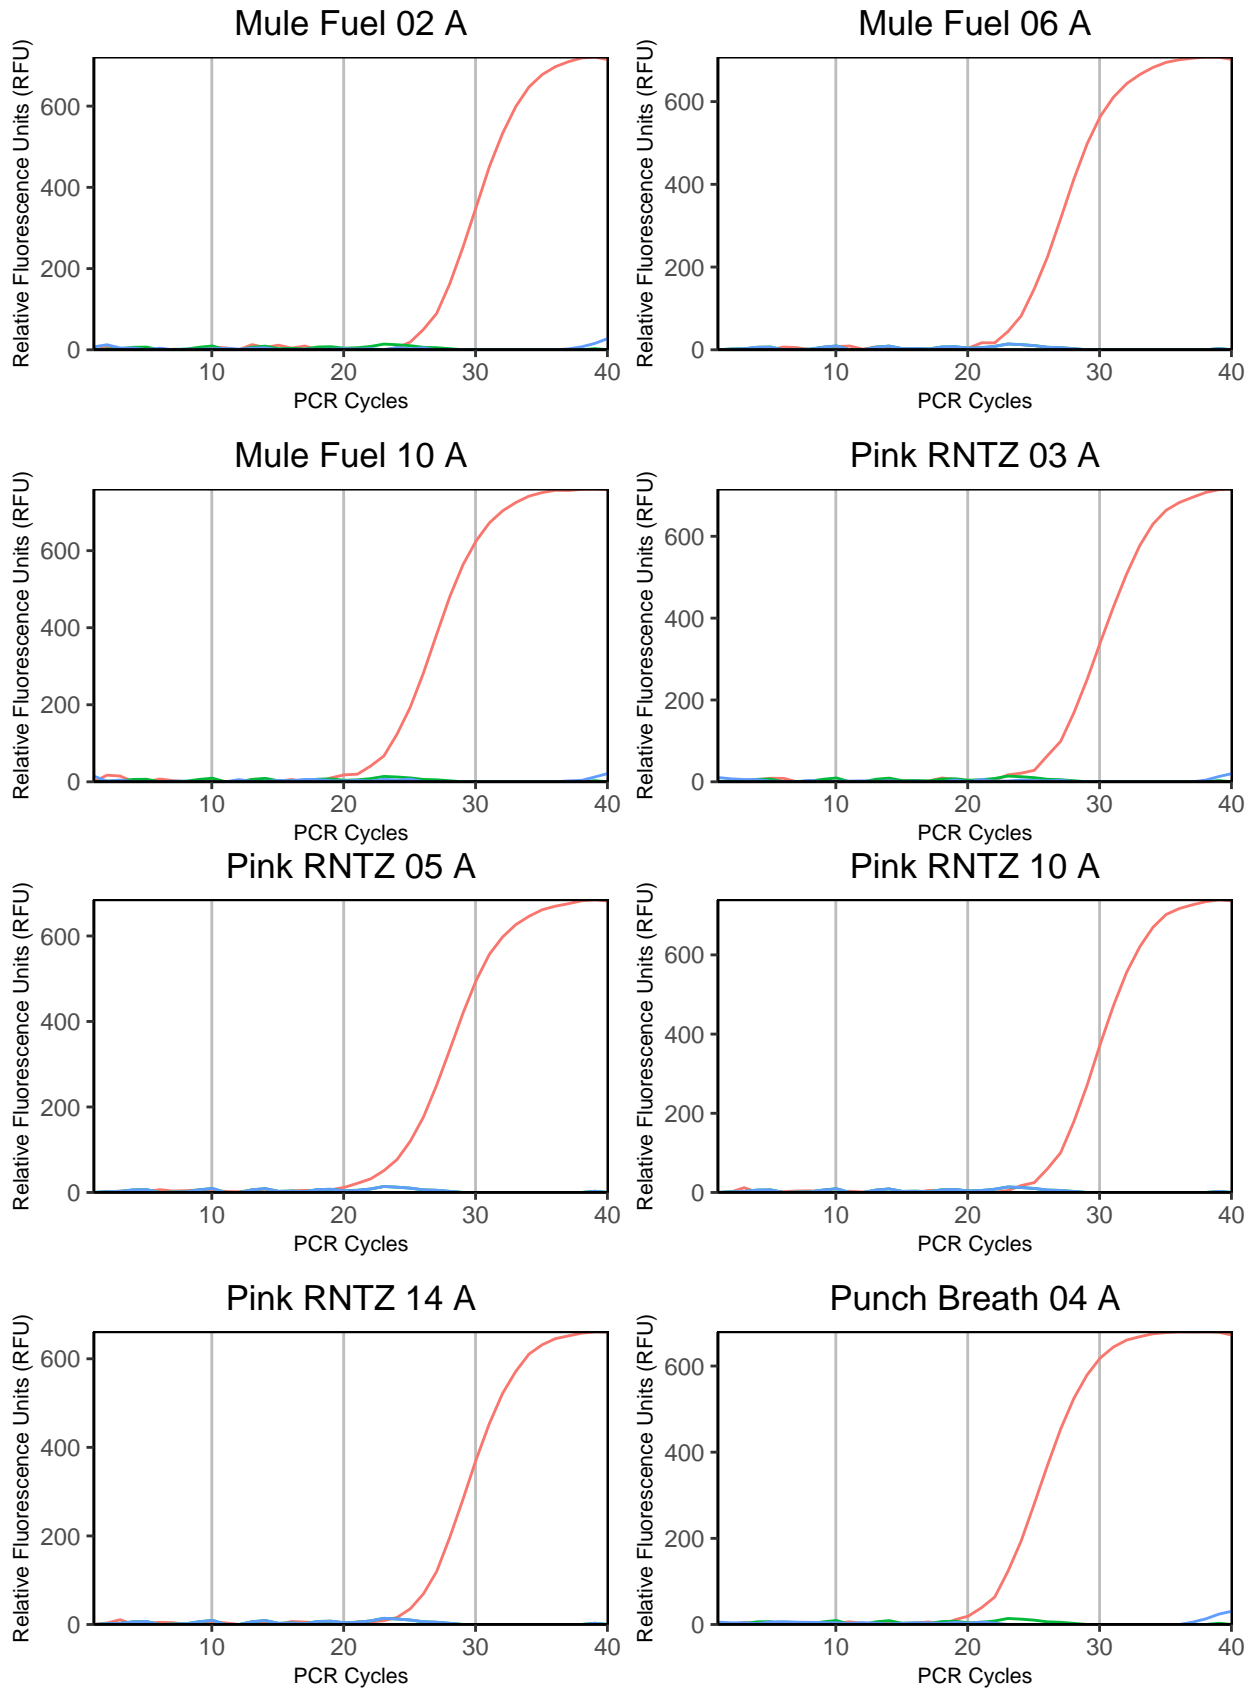 Mule Fuel 02 A
Relative Fluorescence Units (RFU)
600
400
200
0
10
20
30
40
PCR Cycles
Mule Fuel 06 A
Relative Fluorescence Units (RFU)
600
400
200
0
10
20
30
40
PCR Cycles
Mule Fuel 10 A
Relative Fluorescence Units (RFU)
600
400
200
0
10
20
30
40
PCR Cycles
Pink RNTZ 03 A
Relative Fluorescence Units (RFU)
600
400
200
0
10
20
30
40
PCR Cycles
Pink RNTZ 05 A
Relative Fluorescence Units (RFU)
600
400
200
0
10
20
30
40
PCR Cycles
Pink RNTZ 10 A
Relative Fluorescence Units (RFU)
600
400
200
0
10
20
30
40
PCR Cycles
Pink RNTZ 14 A
Relative Fluorescence Units (RFU)
600
400
200
0
10
20
30
40
PCR Cycles
Punch Breath 04 A
Relative Fluorescence Units (RFU)
600
400
200
0
10
20
30
40
PCR Cycles